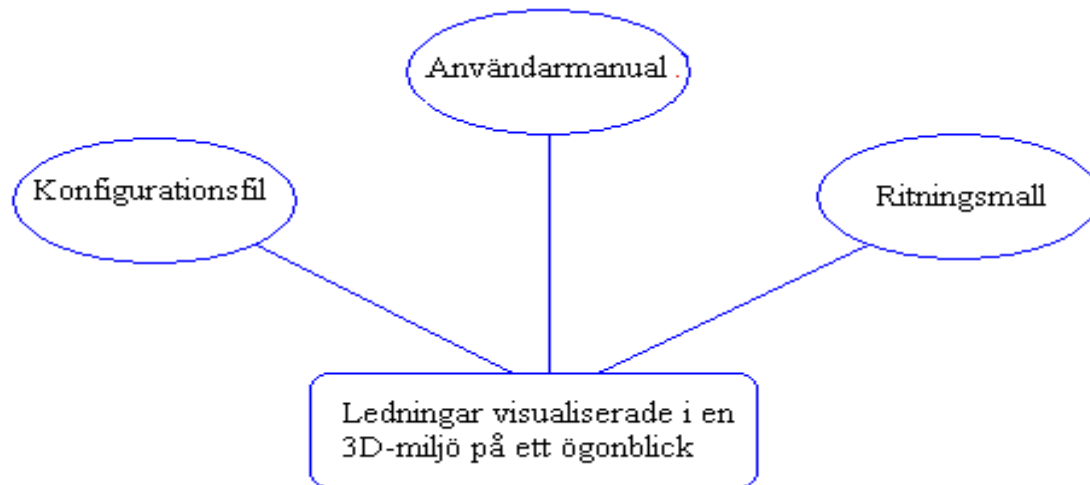 Användarmanual
Konfigurationsfil
Ritningsmall
Ledningar visualiserade i en
3D-miljö på ett ögonblick